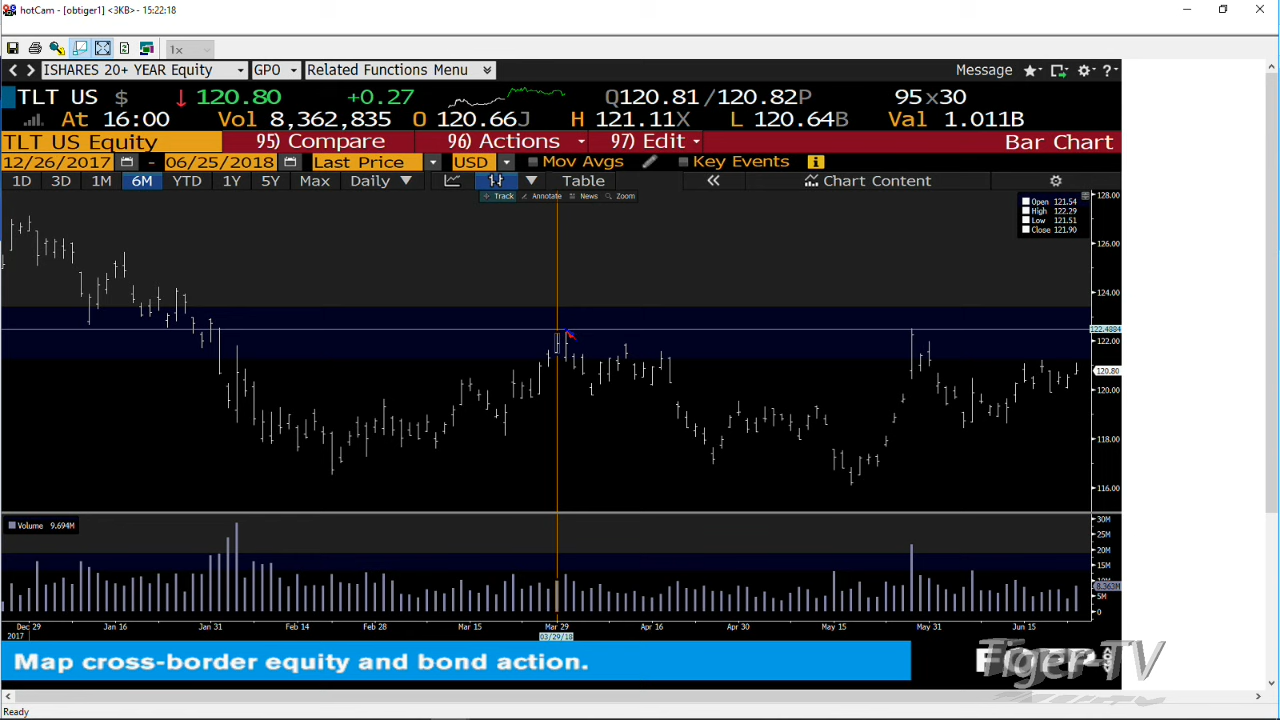 hotCam - [obtiger1] <3KB> - 15:22:18
1x
ISHARES 20+ YEAR Equity GPO Related Functions Menu Message
TLT US $ ↓ 120.80 +0.27 Q120.81/120.82P 95x30
At 16:00 Vol 8,362,835 O 120.66J H 121.11X L 120.64B Val 1.011B
TLT US Equity 95) Compare 96) Actions 97) Edit Bar Chart
12/26/2017 - 06/25/2018 Last Price USD Mov Avgs Key Events
1D 3D 1M 6M YTD 1Y 5Y Max Daily Table « Chart Content
Track Annotate News Zoom
128.00
Open 121.54
High 122.29
Low 121.51
Close 121.90
126.00
124.00
122.4884
122.00
120.80
120.00
118.00
116.00
Volume 9.694M
30M
25M
20M
15M
10M
8.363M
5M
0
Dec 29 Jan 16 Jan 31 Feb 14 Feb 28 Mar 15 Mar 29 Apr 16 Apr 30 May 15 May 31 Jun 15
2017 03/29/18
Map cross-border equity and bond action.
Tiger-TV
Ready